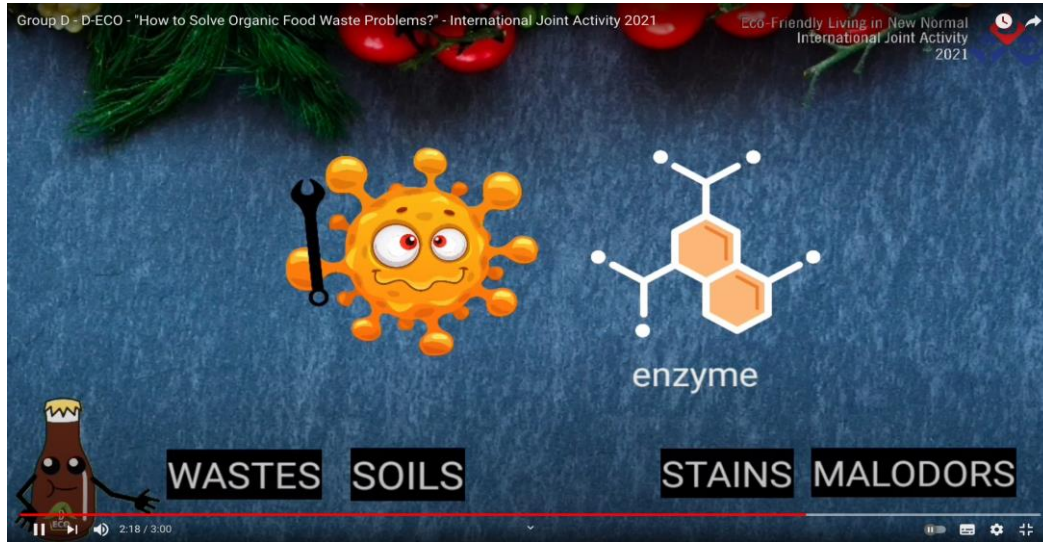 Group D - D-ECO - "How to Solve Organic Food Waste Problems?" - International Joint Activity 2021
Eco-Friendly Living in New Normal
International Joint Activity
2021
enzyme
WASTES SOILS STAINS MALODORS
ECO
2:18 / 3:00